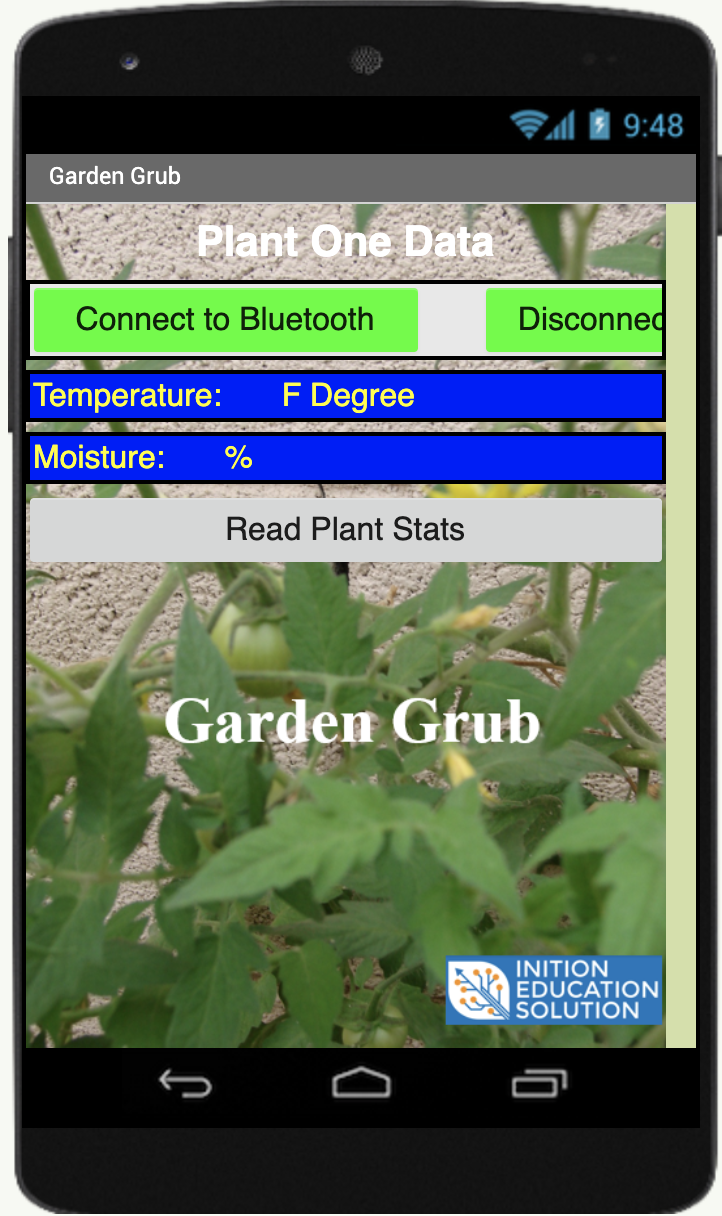 9:48
Garden Grub
Plant One Data
Connect to Bluetooth Disconnec
Temperature: F Degree
Moisture: %
Read Plant Stats
Garden Grub
INITION
EDUCATION
SOLUTION